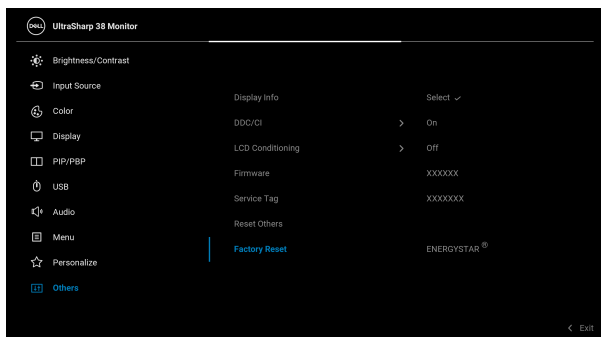 DELL UltraSharp 38 Monitor
Brightness/Contrast
Input Source
Color
Display
PIP/PBP
USB
Audio
Menu
Personalize
Others
Display Info Select ✓
DDC/CI > On
LCD Conditioning > Off
Firmware XXXXXX
Service Tag XXXXXXX
Reset Others
Factory Reset ENERGYSTAR ®
< Exit